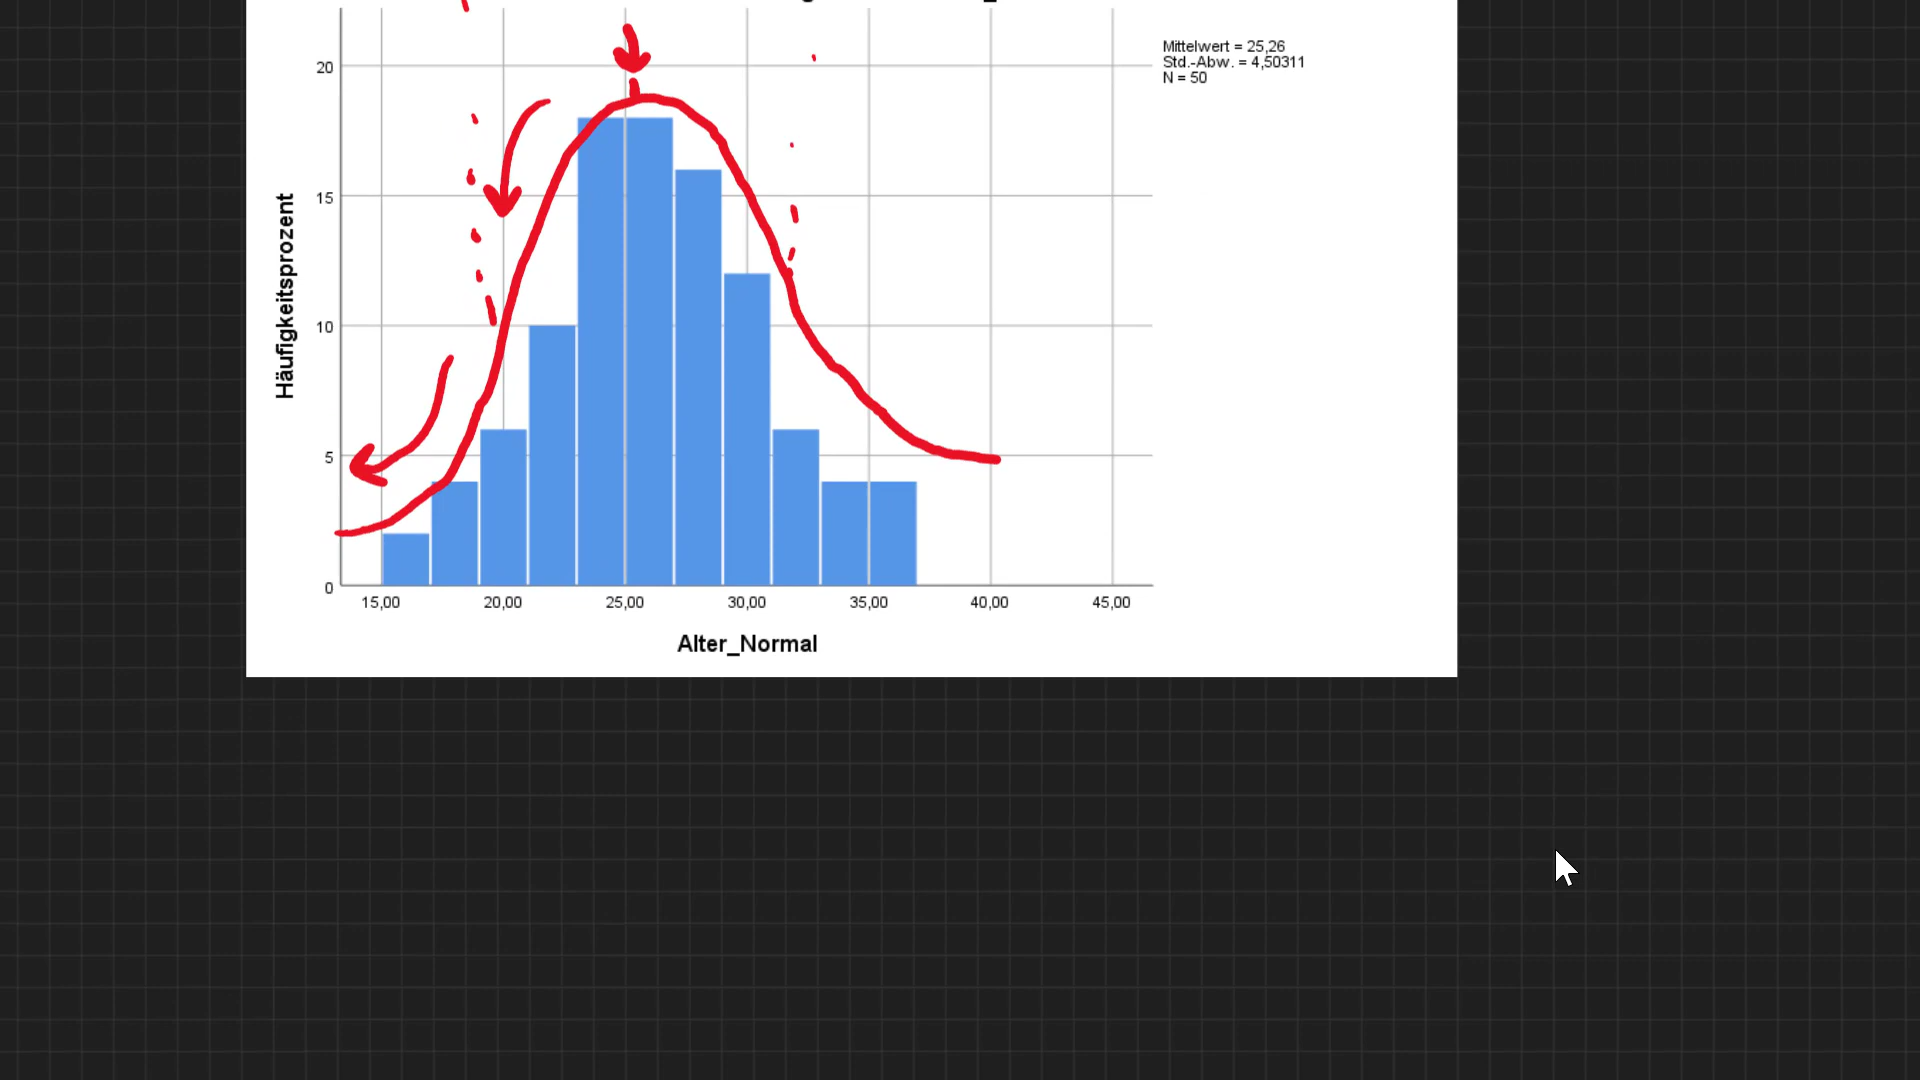 Mittelwert = 25,26
Std.-Abw. = 4,50311
N = 50
20
15
10
5
0
Häufigkeitsprozent
15,00 20,00 25,00 30,00 35,00 40,00 45,00
Alter_Normal